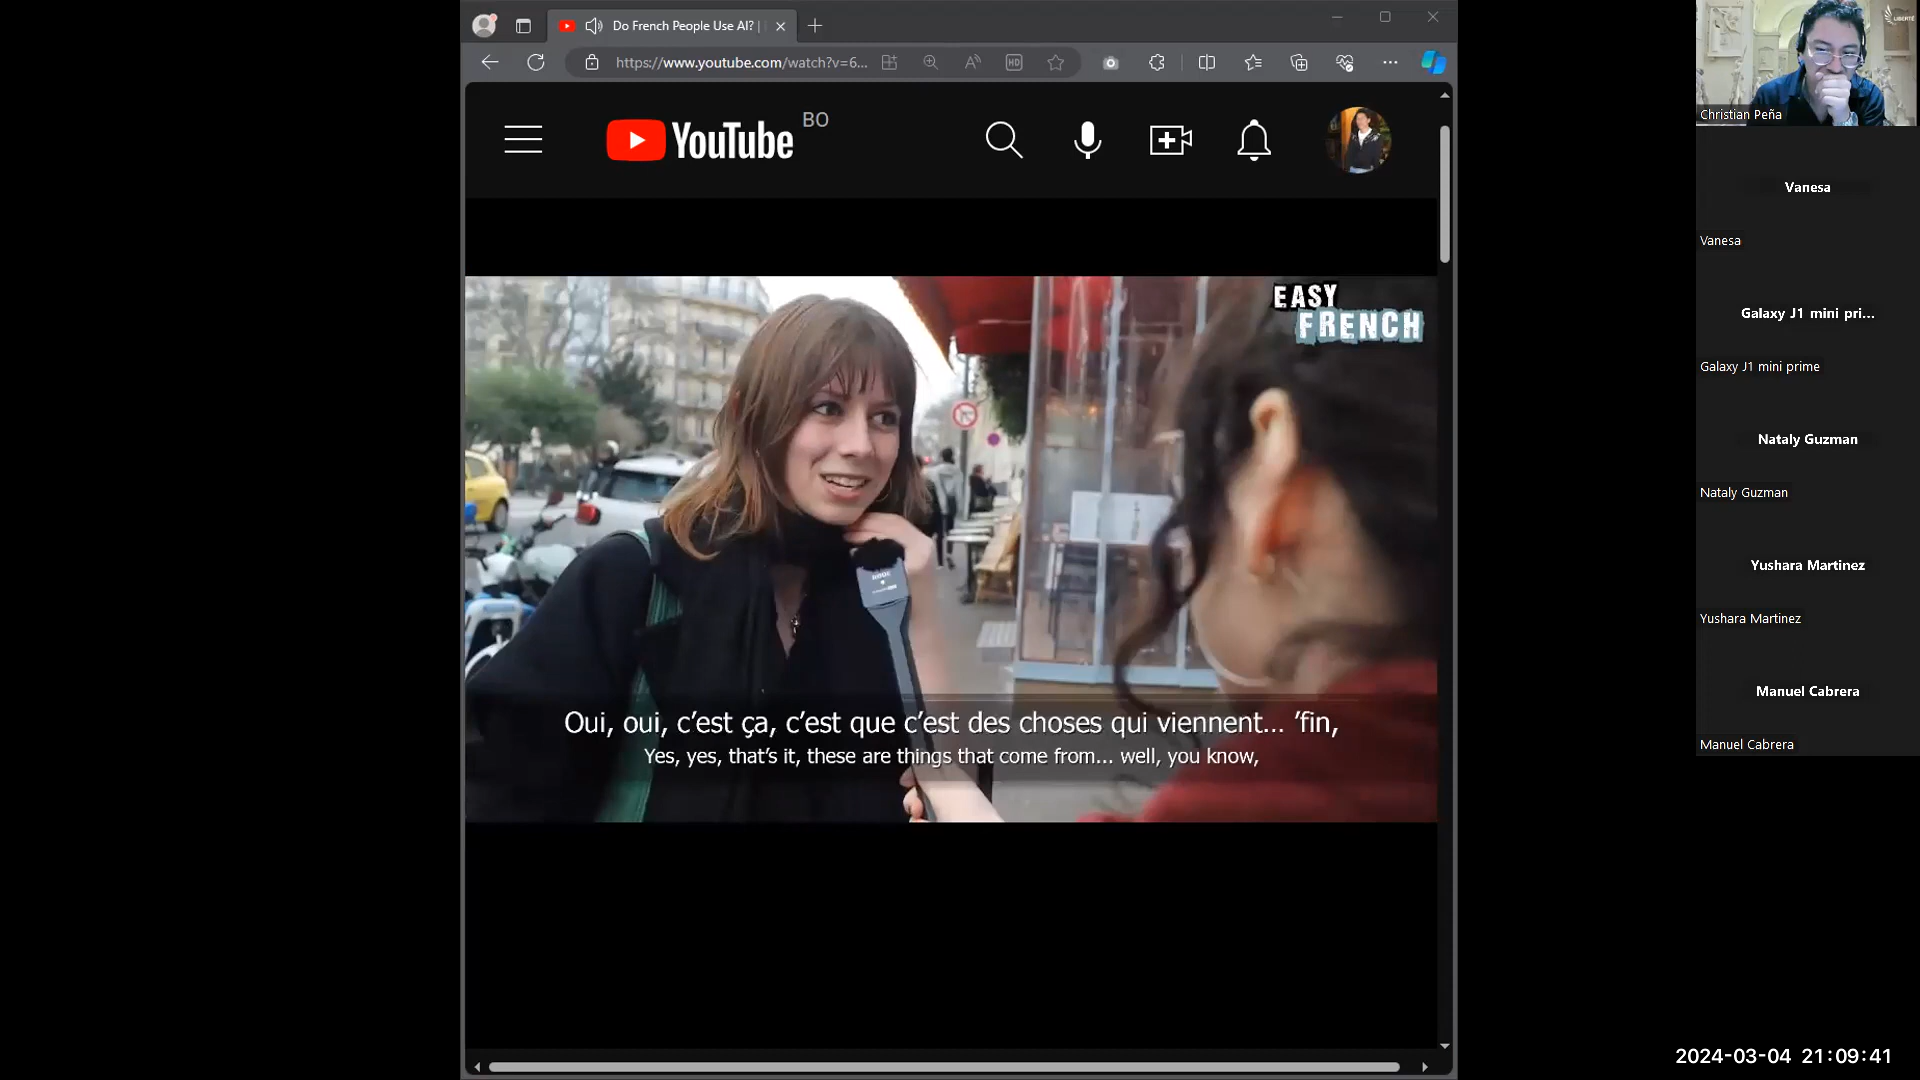 Do French People Use AI? |
https://www.youtube.com/watch?v=6...
HD
YouTube BO
EASY
FRENCH
RODE
Oui, oui, c'est ça, c'est que c'est des choses qui viennent... 'fin,
Yes, yes, that's it, these are things that come from... well, you know,
LIBERTÉ
Christian Peña
Vanesa
Vanesa
Galaxy J1 mini pri...
Galaxy J1 mini prime
Nataly Guzman
Nataly Guzman
Yushara Martinez
Yushara Martinez
Manuel Cabrera
Manuel Cabrera
2024-03-04 21:09:41